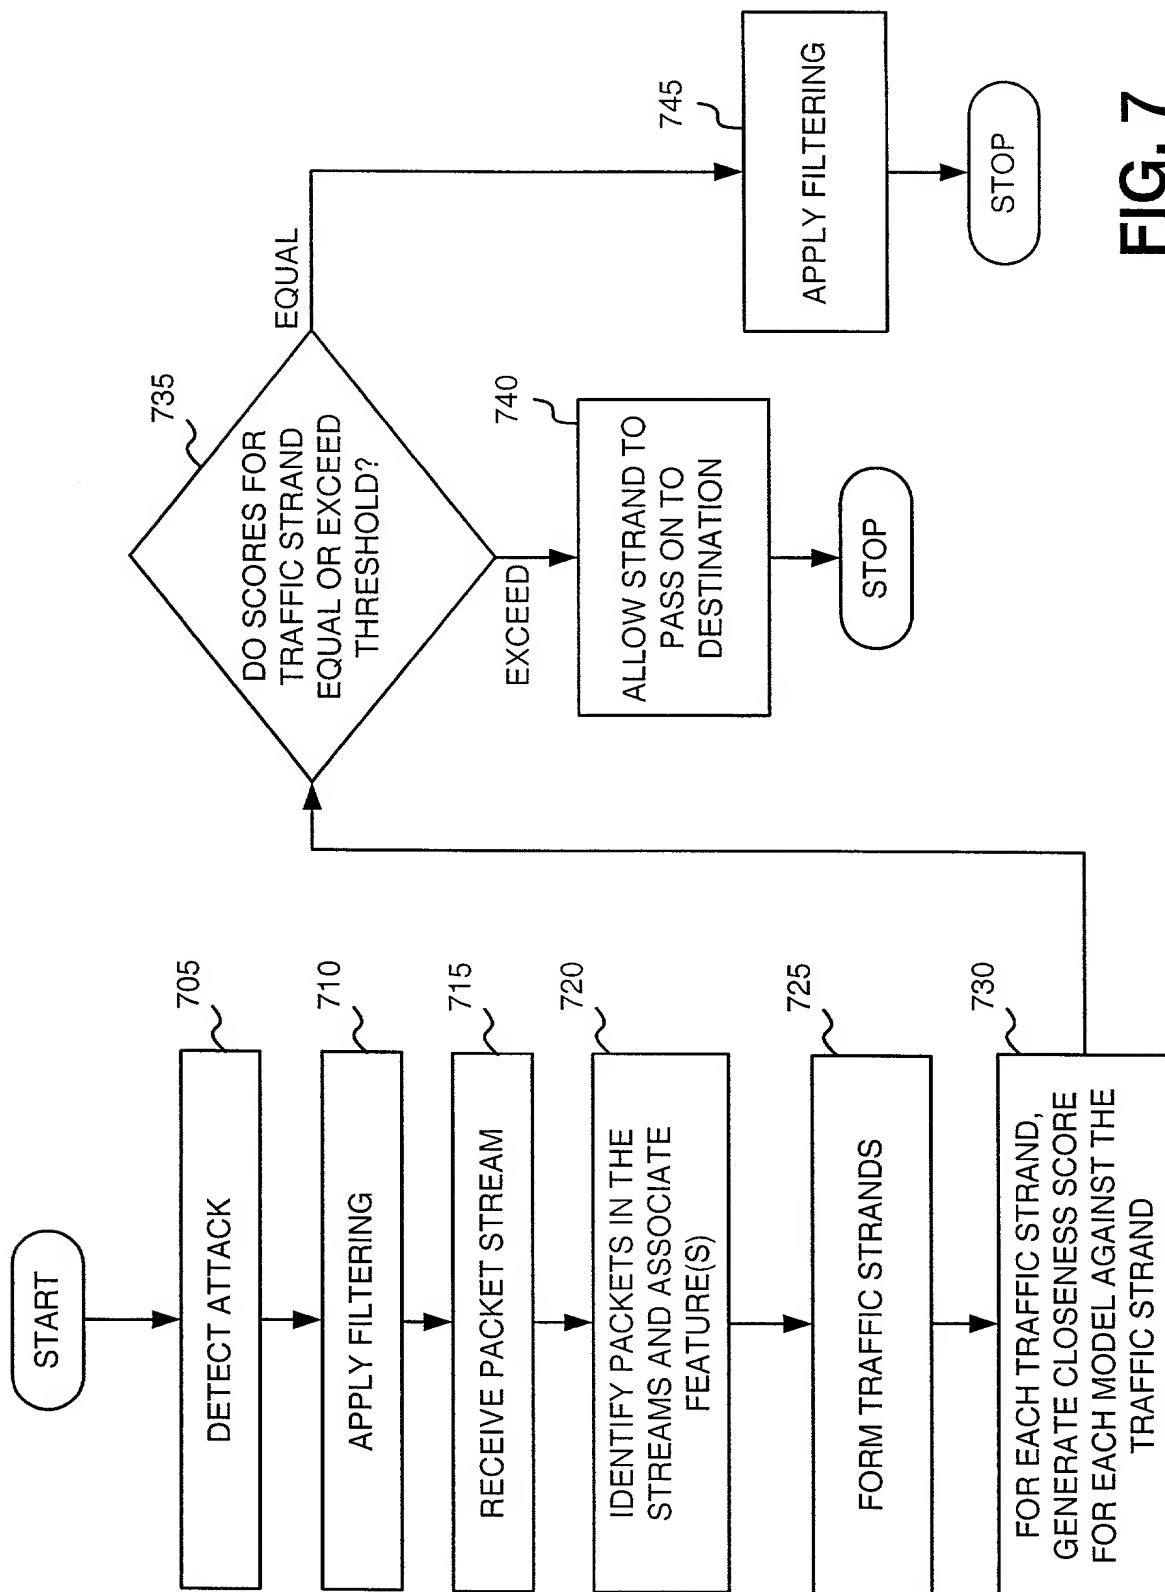 START
705
DETECT ATTACK
710
APPLY FILTERING
715
RECEIVE PACKET STREAM
720
IDENTIFY PACKETS IN THE
STREAMS AND ASSOCIATE
FEATURE(S)
725
FORM TRAFFIC STRANDS
730
FOR EACH TRAFFIC STRAND,
GENERATE CLOSENESS SCORE
FOR EACH MODEL AGAINST THE
TRAFFIC STRAND
735
DO SCORES FOR
TRAFFIC STRAND
EQUAL OR EXCEED
THRESHOLD?
EQUAL
EXCEED
740
ALLOW STRAND TO
PASS ON TO
DESTINATION
STOP
745
APPLY FILTERING
STOP
FIG. 7